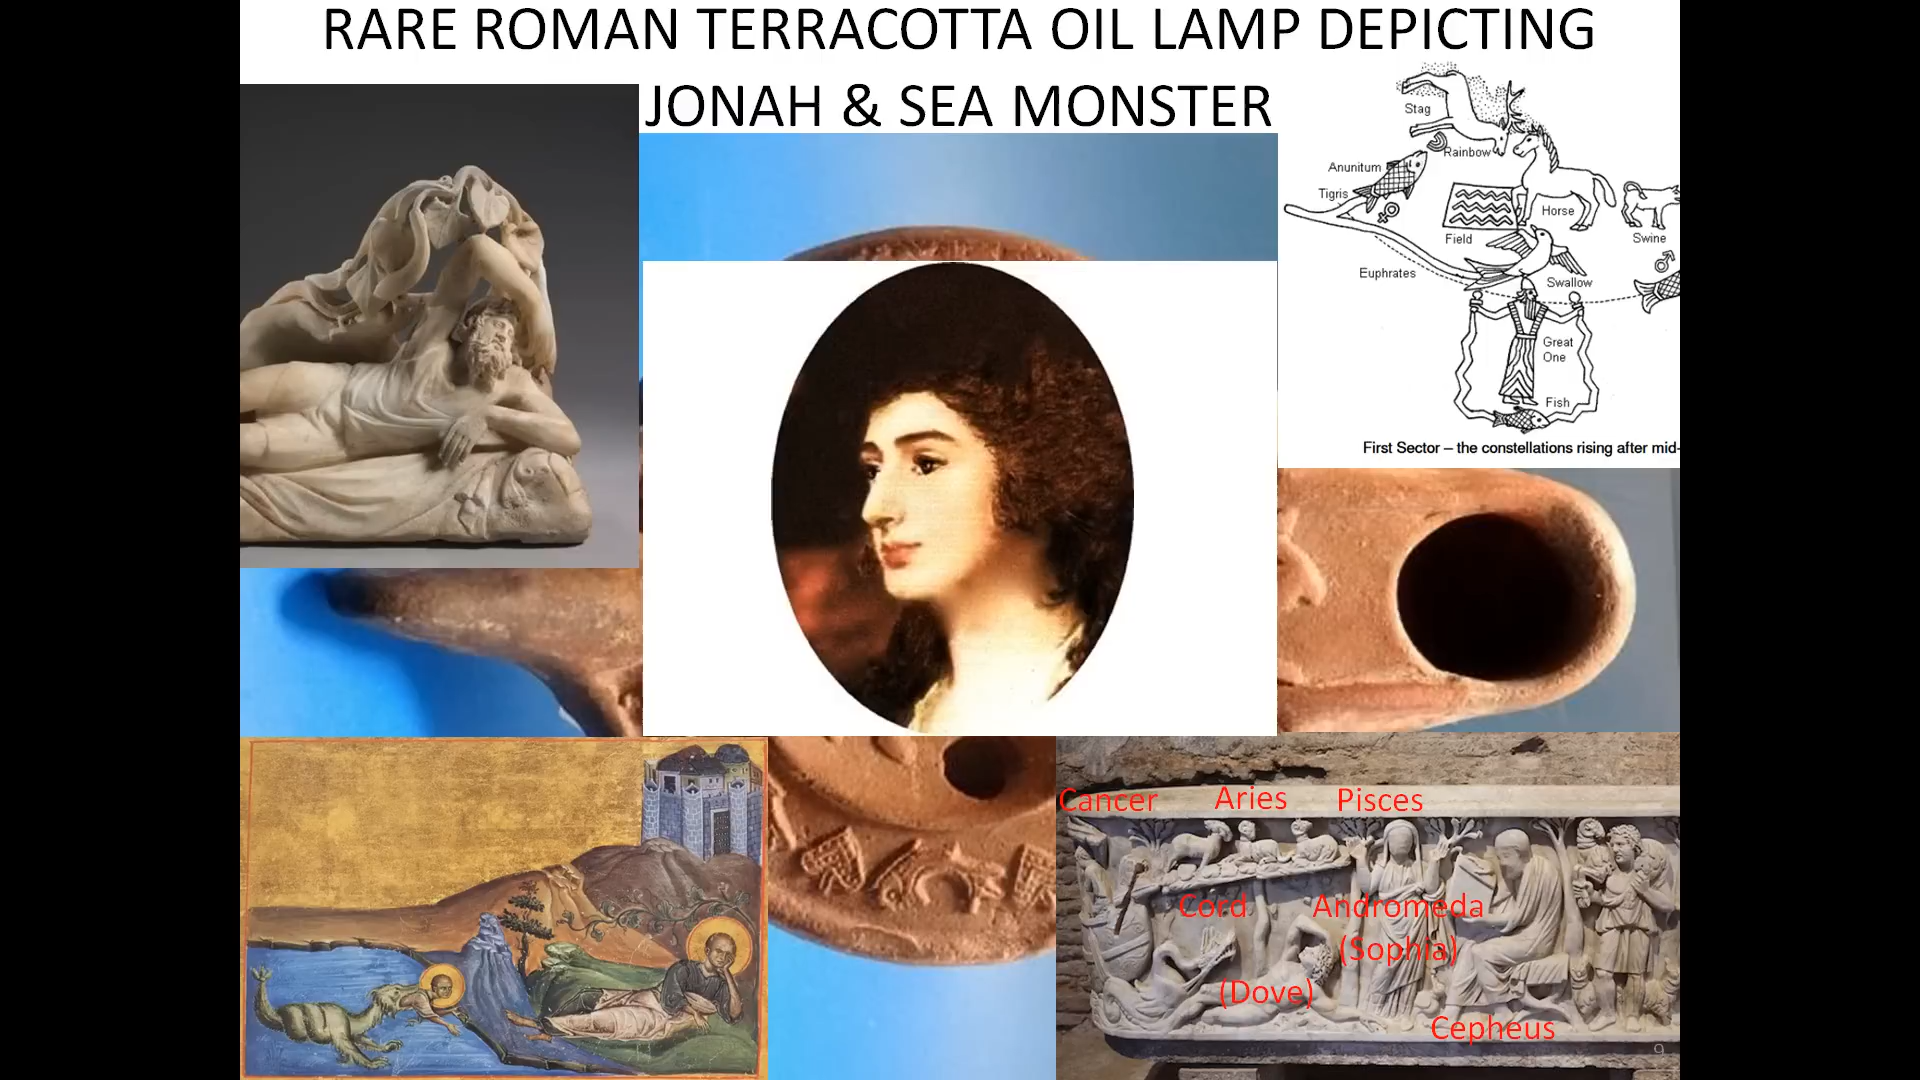 RARE ROMAN TERRACOTTA OIL LAMP DEPICTING
JONAH & SEA MONSTER
Stag
Rainbow
Anunitum
Tigris
Horse
Field
Swine
Euphrates
Swallow
Great
One
Fish
First Sector – the constellations rising after mid-
Cancer
Aries
Pisces
Cord
Andromeda
(Sophia)
(Dove)
Cepheus
9